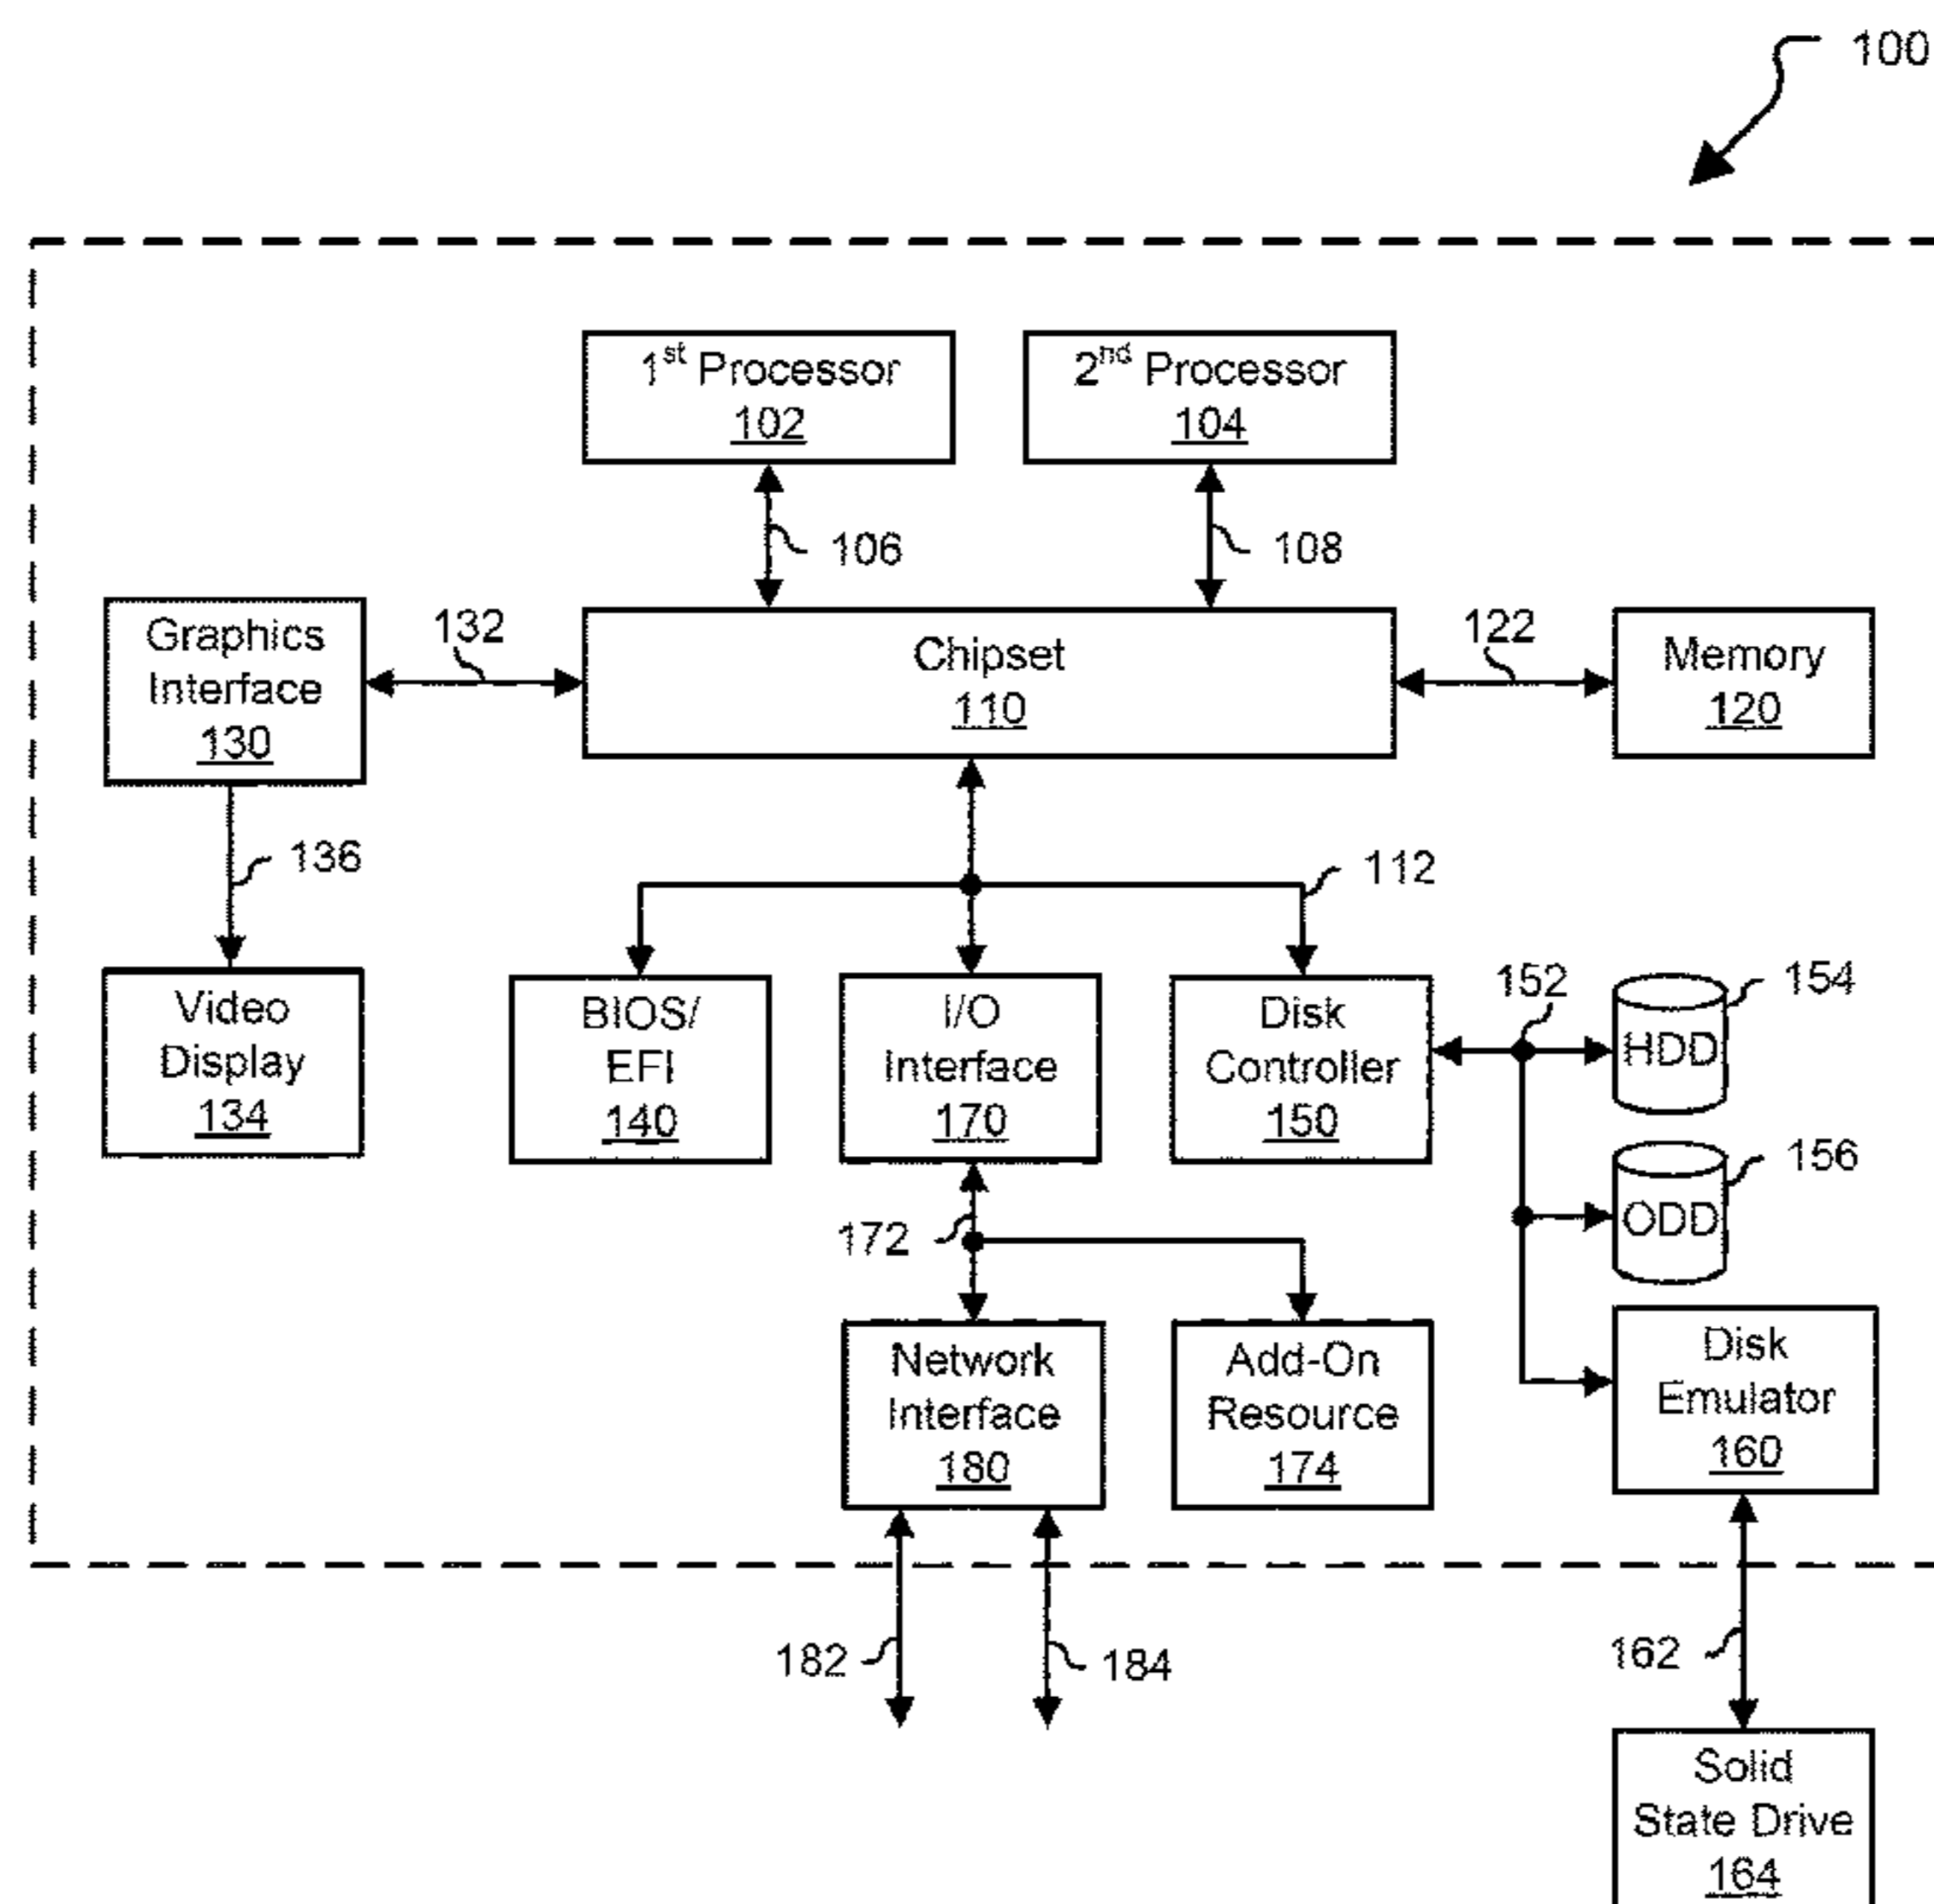 100
1st Processor
102
2nd Processor
104
106
108
Graphics
Interface
130
132
Chipset
110
122
Memory
120
136
112
Video
Display
134
BIOS/
EFI
140
I/O
Interface
170
Disk
Controller
150
152
HDD
154
ODD
156
172
Network
Interface
180
Add-On
Resource
174
Disk
Emulator
160
182
184
162
Solid
State Drive
164